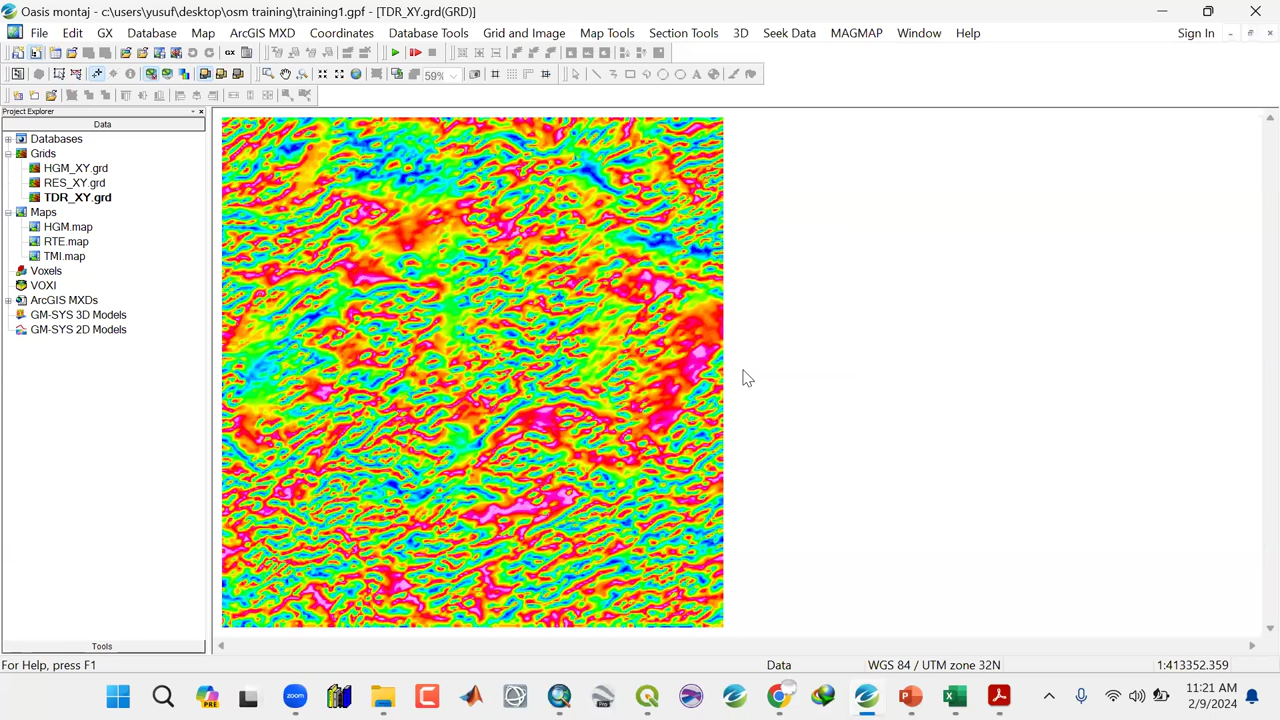 Oasis montaj - c:\users\yusuf\desktop\osm training\training1.gpf - [TDR_XY.grd(GRD)]
File Edit GX Database Map ArcGIS MXD Coordinates Database Tools Grid and Image Map Tools Section Tools 3D Seek Data MAGMAP Window Help Sign In
GX
59%
Project Explorer
Data
Databases
Grids
HGM_XY.grd
RES_XY.grd
TDR_XY.grd
Maps
HGM.map
RTE.map
TMI.map
Voxels
VOXI
ArcGIS MXDs
GM-SYS 3D Models
GM-SYS 2D Models
Tools
For Help, press F1 Data WGS 84 / UTM zone 32N 1:413352.359
PRE zoom Pro
11:21 AM
2/9/2024